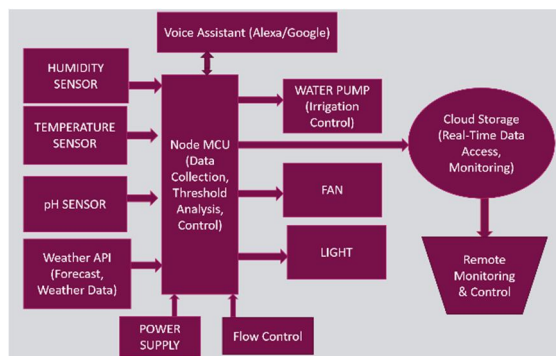 Voice Assistant (Alexa/Google)
HUMIDITY
SENSOR
TEMPERATURE
SENSOR
pH SENSOR
Weather API
(Forecast,
Weather Data)
Node MCU
(Data
Collection,
Threshold
Analysis,
Control)
WATER PUMP
(Irrigation
Control)
FAN
LIGHT
Cloud Storage
(Real-Time Data
Access,
Monitoring)
Remote
Monitoring
& Control
POWER
SUPPLY
Flow Control